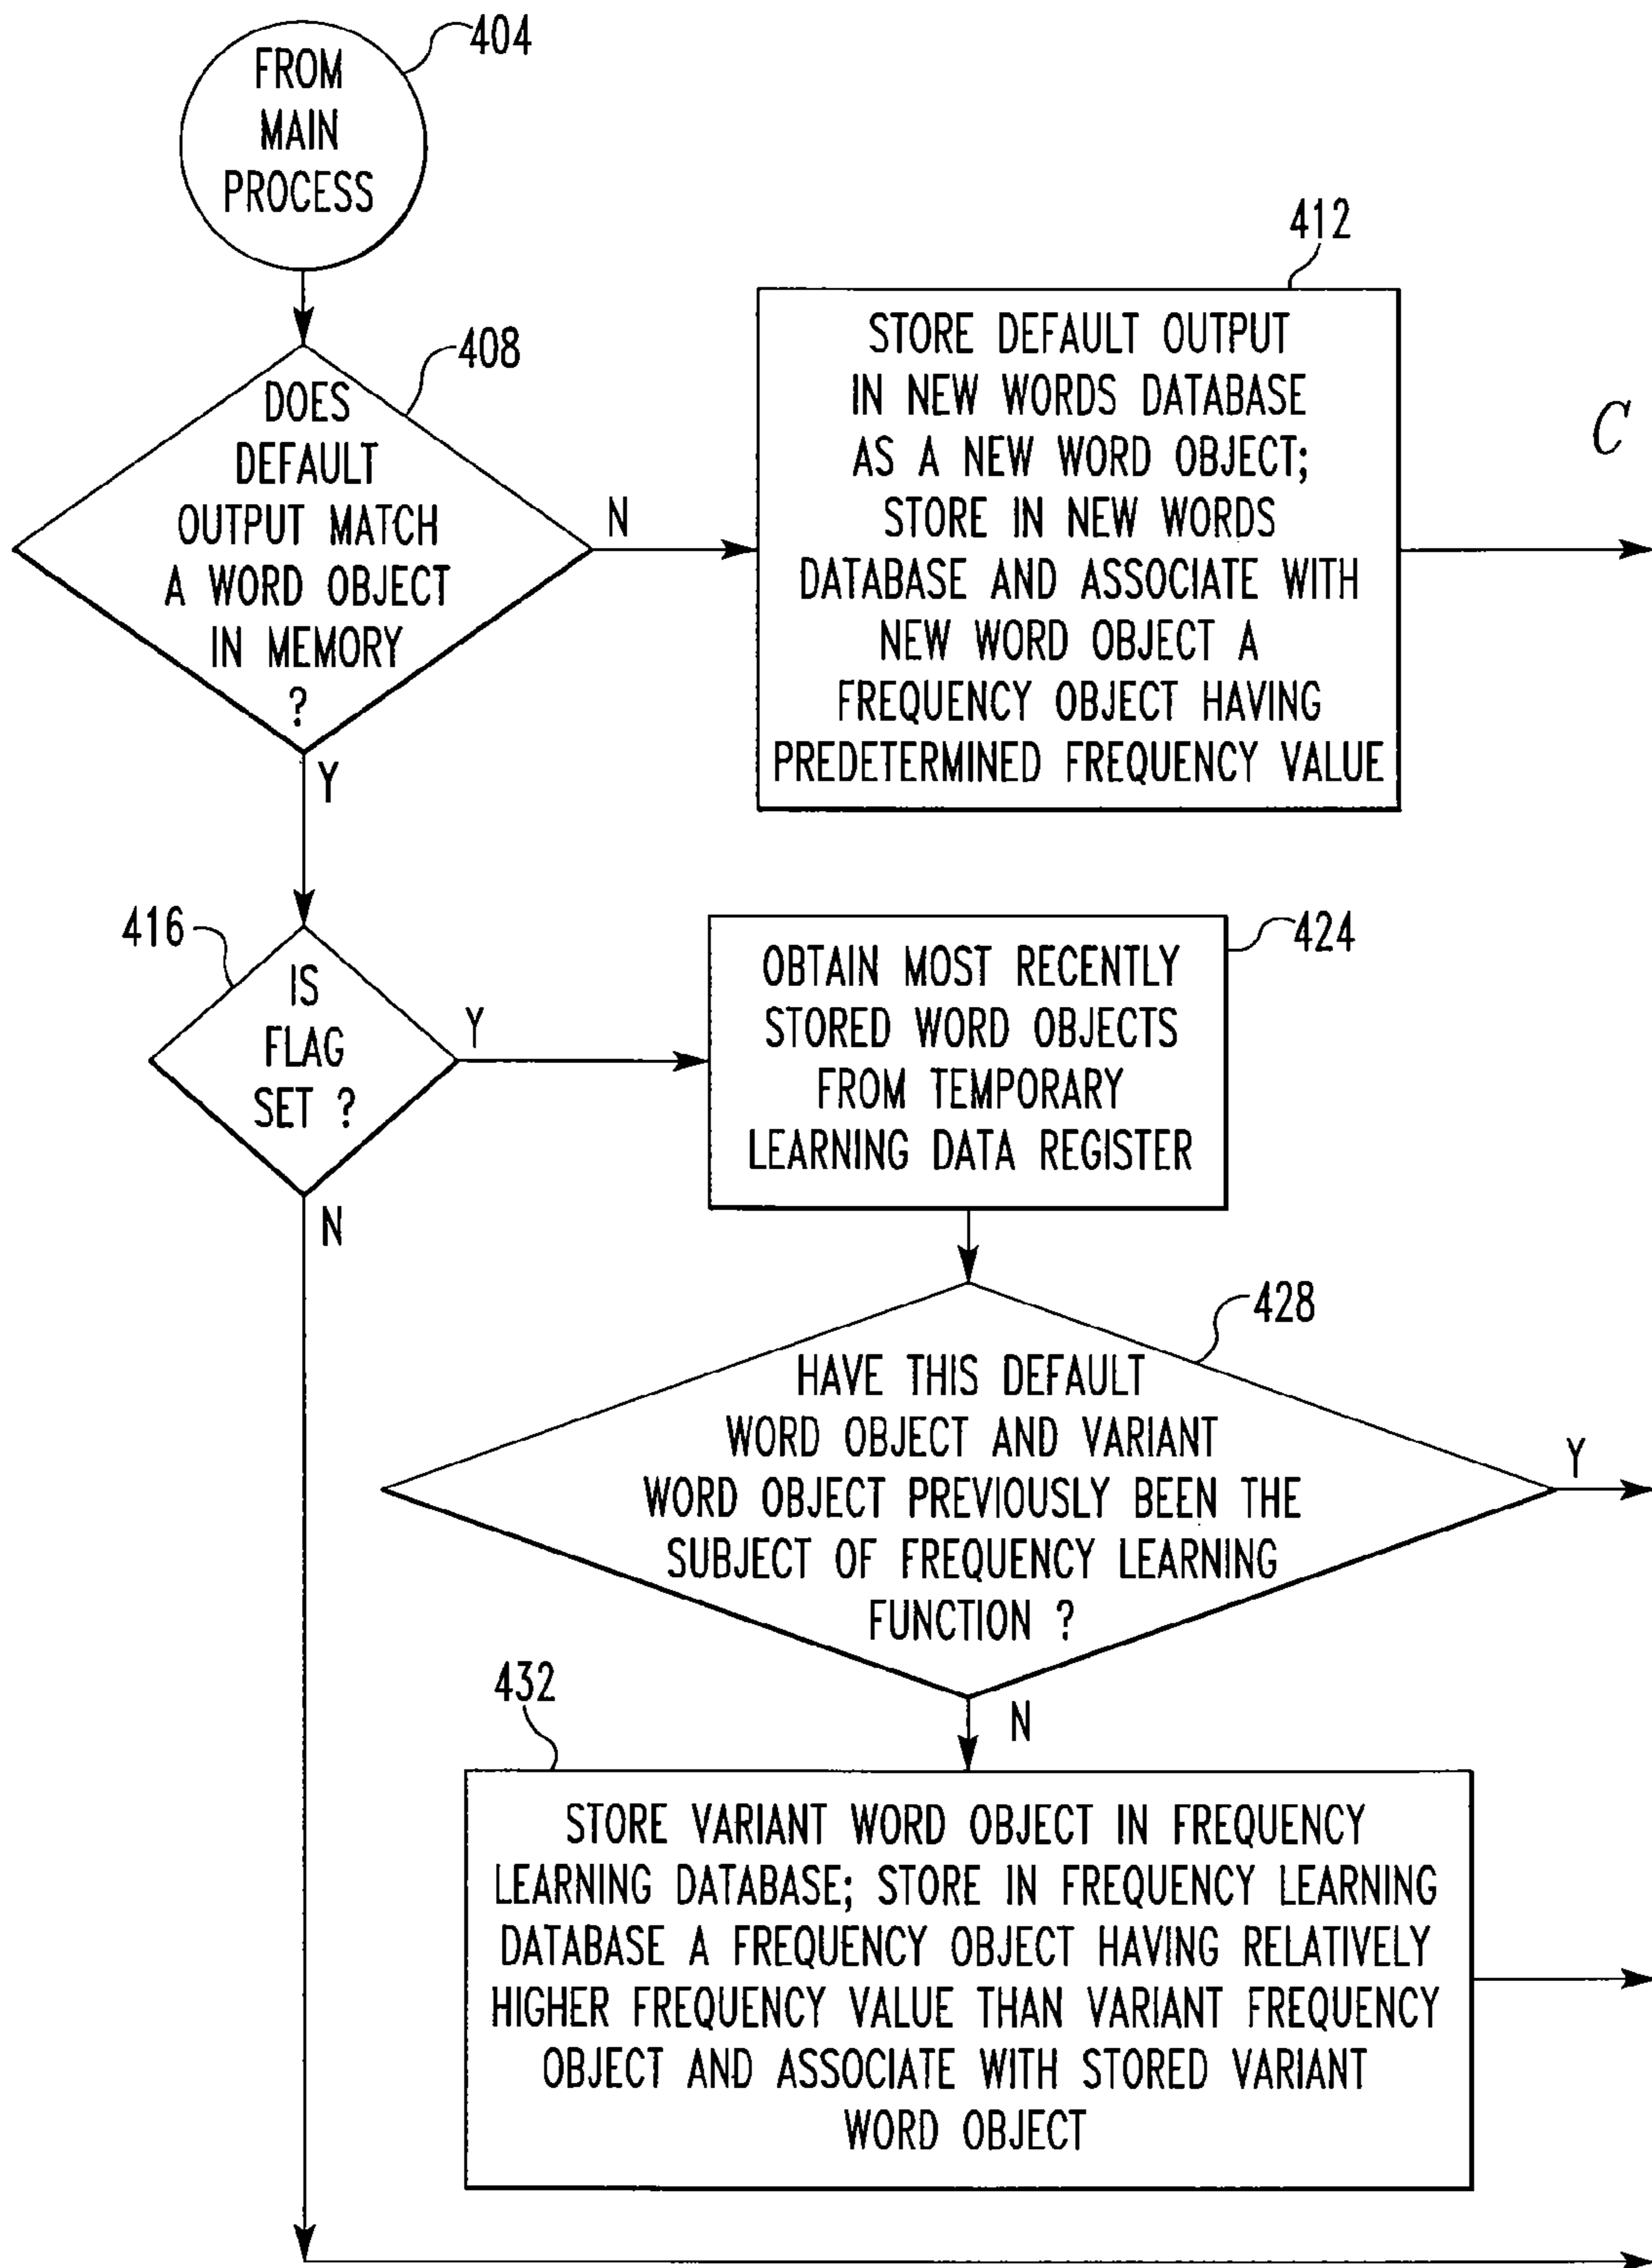 404
FROM
MAIN
PROCESS
408
DOES
DEFAULT
OUTPUT MATCH
A WORD OBJECT
IN MEMORY
?
N
Y
412
STORE DEFAULT OUTPUT
IN NEW WORDS DATABASE
AS A NEW WORD OBJECT;
STORE IN NEW WORDS
DATABASE AND ASSOCIATE WITH
NEW WORD OBJECT A
FREQUENCY OBJECT HAVING
PREDETERMINED FREQUENCY VALUE
C
416
IS
FLAG
SET ?
Y
N
424
OBTAIN MOST RECENTLY
STORED WORD OBJECTS
FROM TEMPORARY
LEARNING DATA REGISTER
428
HAVE THIS DEFAULT
WORD OBJECT AND VARIANT
WORD OBJECT PREVIOUSLY BEEN THE
SUBJECT OF FREQUENCY LEARNING
FUNCTION ?
Y
N
432
STORE VARIANT WORD OBJECT IN FREQUENCY
LEARNING DATABASE; STORE IN FREQUENCY LEARNING
DATABASE A FREQUENCY OBJECT HAVING RELATIVELY
HIGHER FREQUENCY VALUE THAN VARIANT FREQUENCY
OBJECT AND ASSOCIATE WITH STORED VARIANT
WORD OBJECT